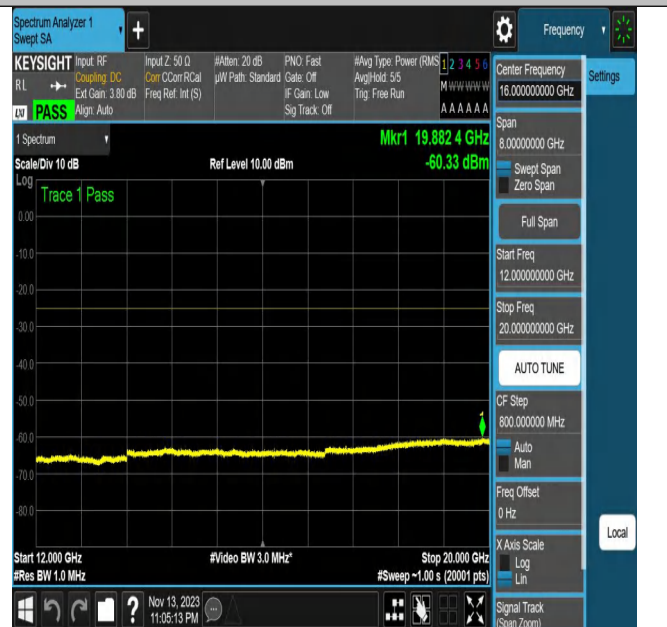 Spectrum Analyzer 1
Swept SA
+
Frequency
KEYSIGHT
RL
LXI PASS
Input: RF
Coupling: DC
Ext Gain: 3.80 dB
Align: Auto
Input Z: 50 Ω
Corr CCorr RCal
Freq Ref: Int (S)
#Atten: 20 dB
µW Path: Standard
PNO: Fast
Gate: Off
IF Gain: Low
Sig Track: Off
#Avg Type: Power (RMS)
Avg|Hold: 5/5
Trig: Free Run
1 2 3 4 5 6
M W W W W W
A A A A A A
1 Spectrum
Scale/Div 10 dB
Ref Level 10.00 dBm
Mkr1 19.882 4 GHz
-60.33 dBm
Log
Trace 1 Pass
0.00
-10.0
-30.0
-40.0
-50.0
-60.0
-70.0
-80.0
1
Start 12.000 GHz
#Res BW 1.0 MHz
#Video BW 3.0 MHz*
Stop 20.000 GHz
#Sweep ~1.00 s (20001 pts)
Nov 13, 2023
11:05:13 PM
Center Frequency
16.000000000 GHz
Settings
Span
8.00000000 GHz
Swept Span
Zero Span
Full Span
Start Freq
12.000000000 GHz
Stop Freq
20.000000000 GHz
AUTO TUNE
CF Step
800.000000 MHz
Auto
Man
Freq Offset
0 Hz
X Axis Scale
Log
Lin
Local
Signal Track
(Span Zoom)